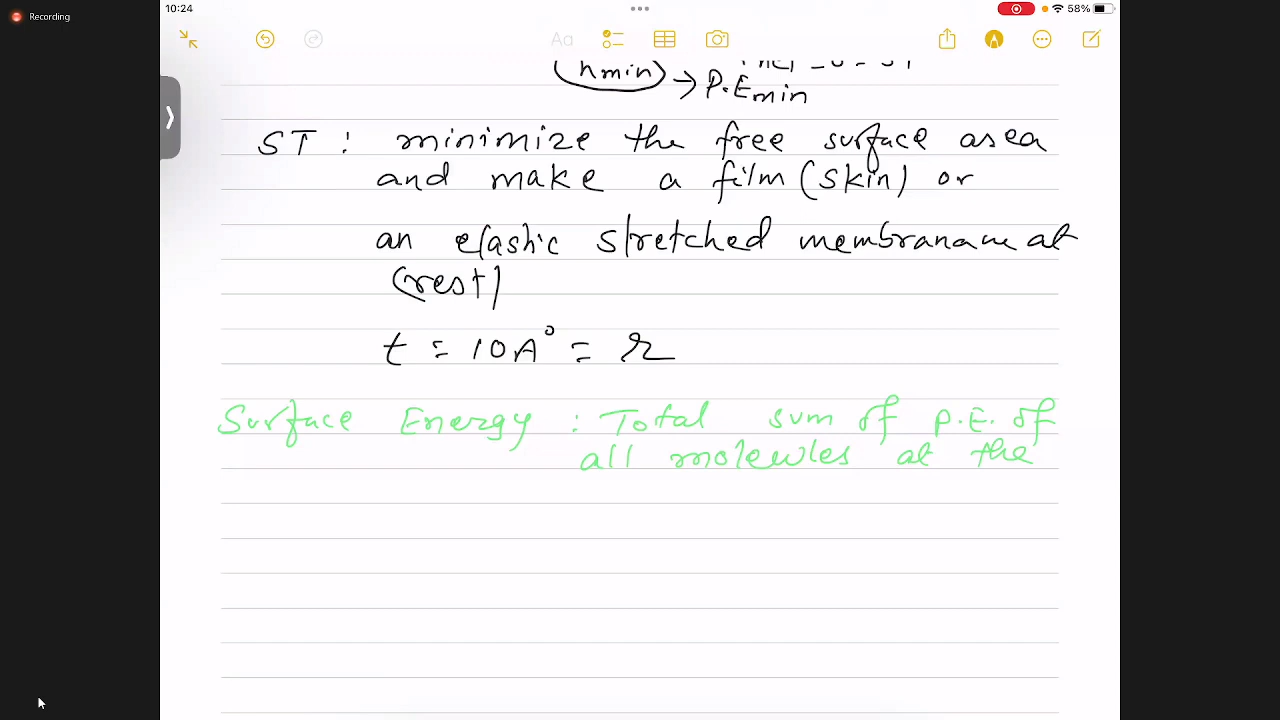 Recording
10:24
58%
Aa
(hmin) → P.Emin
ST : minimize the free surface area
and make a film (skin) or
an elastic stretched membranane at
(rest)
t = 10A° = r
Surface Energy : Total sum of P.E. of
all molecules at the